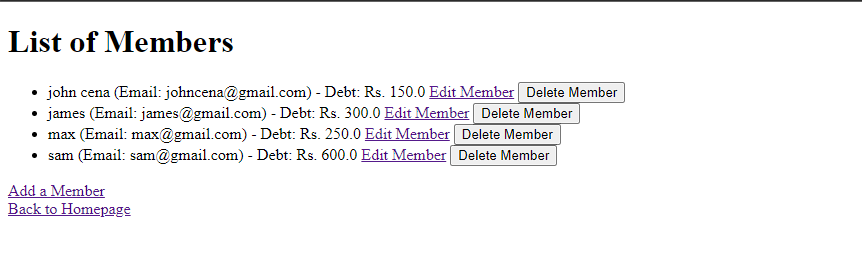 List of Members
john cena (Email: johncena@gmail.com) - Debt: Rs. 150.0 Edit Member Delete Member
james (Email: james@gmail.com) - Debt: Rs. 300.0 Edit Member Delete Member
max (Email: max@gmail.com) - Debt: Rs. 250.0 Edit Member Delete Member
sam (Email: sam@gmail.com) - Debt: Rs. 600.0 Edit Member Delete Member
Add a Member
Back to Homepage